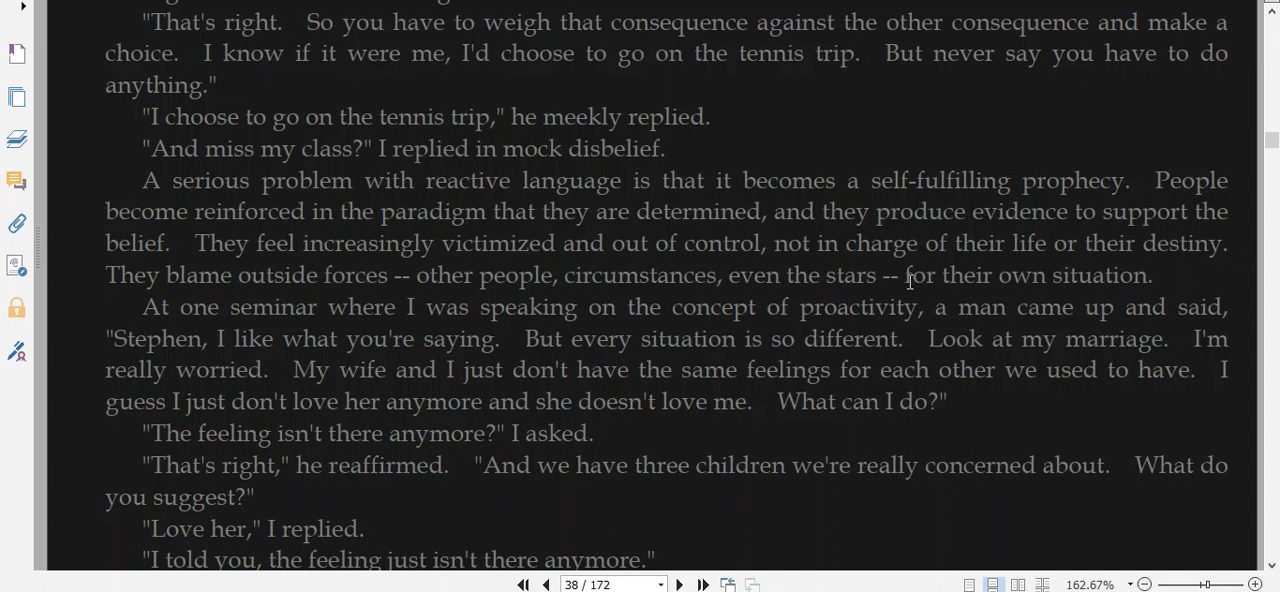 "That's right. So you have to weigh that consequence against the other consequence and make a
choice. I know if it were me, I'd choose to go on the tennis trip. But never say you have to do
anything."
"I choose to go on the tennis trip," he meekly replied.
"And miss my class?" I replied in mock disbelief.
A serious problem with reactive language is that it becomes a self-fulfilling prophecy. People
become reinforced in the paradigm that they are determined, and they produce evidence to support the
belief. They feel increasingly victimized and out of control, not in charge of their life or their destiny.
They blame outside forces -- other people, circumstances, even the stars -- for their own situation.
At one seminar where I was speaking on the concept of proactivity, a man came up and said,
"Stephen, I like what you're saying. But every situation is so different. Look at my marriage. I'm
really worried. My wife and I just don't have the same feelings for each other we used to have. I
guess I just don't love her anymore and she doesn't love me. What can I do?"
"The feeling isn't there anymore?" I asked.
"That's right," he reaffirmed. "And we have three children we're really concerned about. What do
you suggest?"
"Love her," I replied.
"I told you, the feeling just isn't there anymore."
38 / 172
162.67%